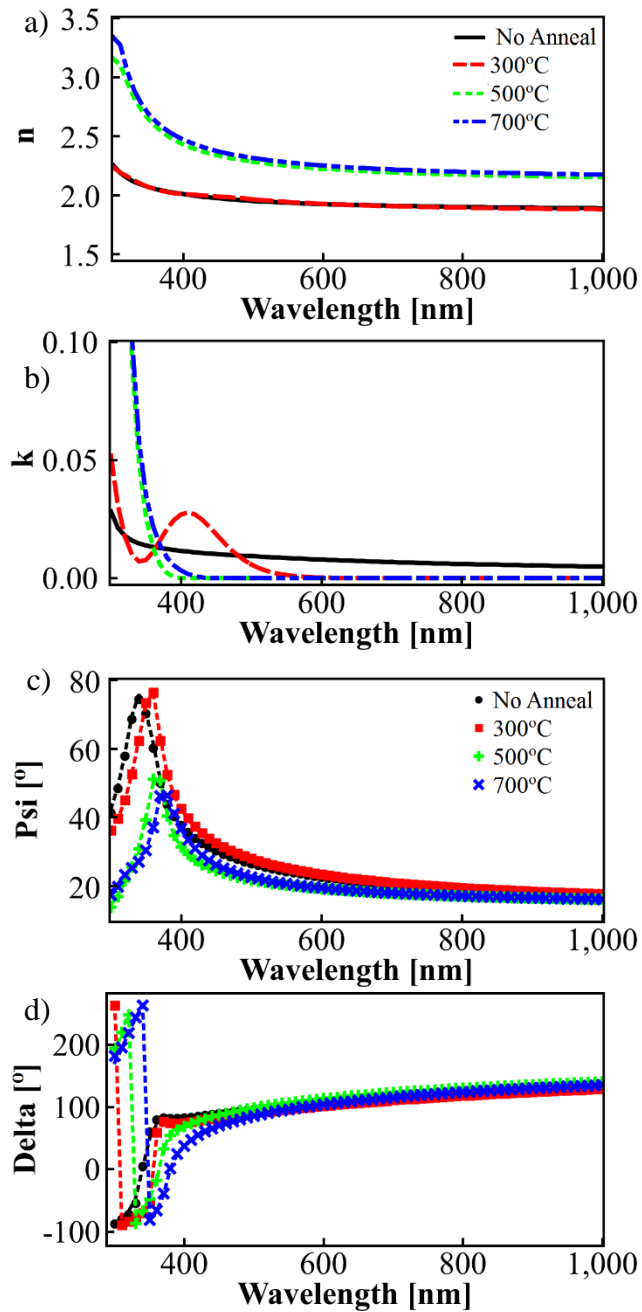 a)
3.5
3.0
2.5
2.0
1.5
n
No Anneal
300ºC
500ºC
700ºC
400
600
800
1,000
Wavelength [nm]
b)
0.10
0.05
0.00
k
400
600
800
1,000
Wavelength [nm]
c)
80
60
40
20
Psi [º]
No Anneal
300ºC
500ºC
700ºC
400
600
800
1,000
Wavelength [nm]
d)
200
100
0
-100
Delta [º]
400
600
800
1,000
Wavelength [nm]